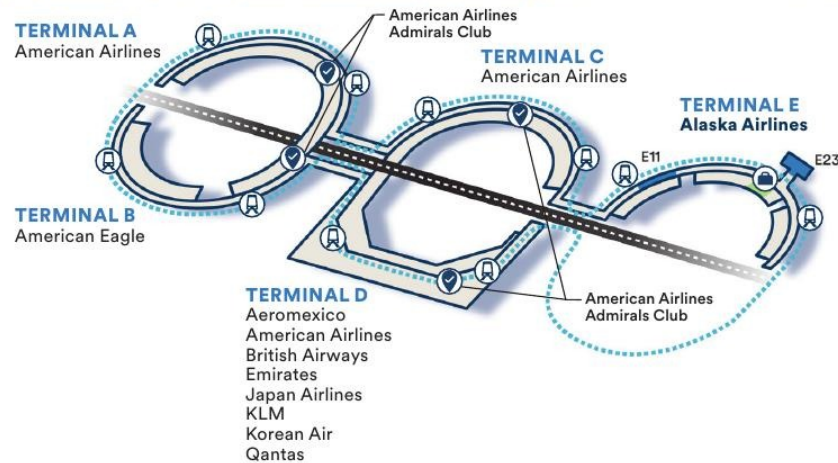 TERMINAL A
American Airlines
American Airlines
Admirals Club
TERMINAL C
American Airlines
TERMINAL E
Alaska Airlines
E11
E23
TERMINAL B
American Eagle
TERMINAL D
Aeromexico
American Airlines
British Airways
Emirates
Japan Airlines
KLM
Korean Air
Qantas
American Airlines
Admirals Club